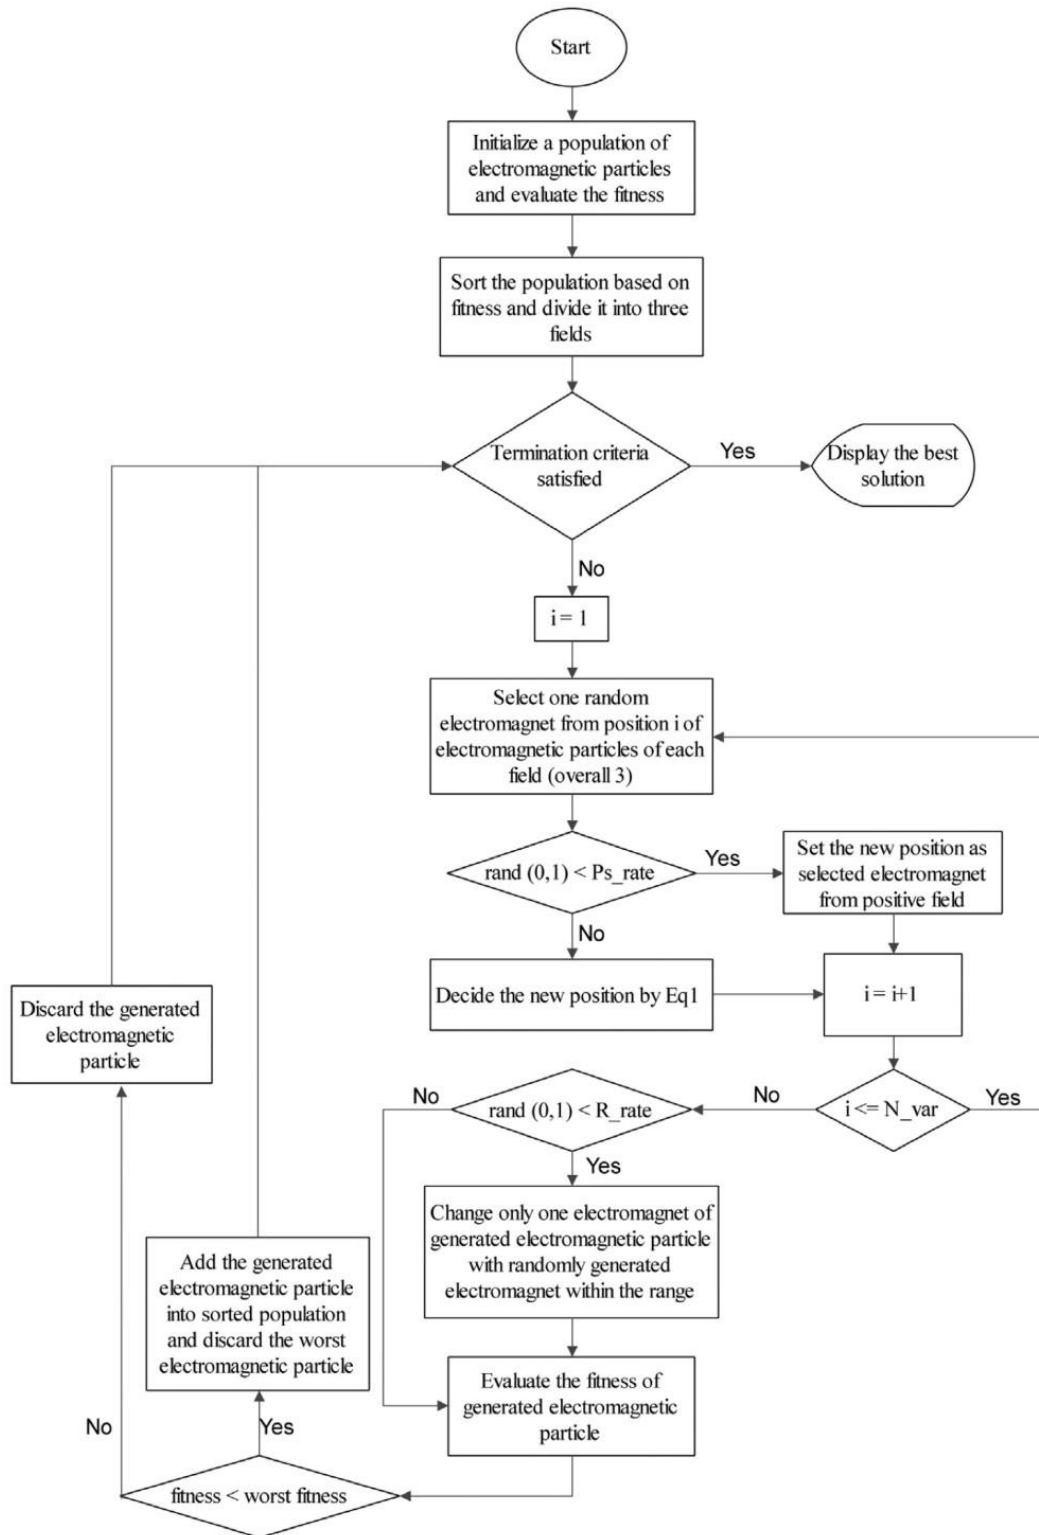 Start
Initialize a population of
electromagnetic particles
and evaluate the fitness
Sort the population based on
fitness and divide it into three
fields
Termination criteria
satisfied
Yes
Display the best
solution
No
i = 1
Select one random
electromagnet from position i of
electromagnetic particles of each
field (overall 3)
rand (0,1) < Ps_rate
Yes
Set the new position as
selected electromagnet
from positive field
No
Decide the new position by Eq1
i = i+1
Discard the generated
electromagnetic
particle
No
rand (0,1) < R_rate
No
i <= N_var
Yes
Yes
Change only one electromagnet of
generated electromagnetic particle
with randomly generated
electromagnet within the range
Add the generated
electromagnetic particle
into sorted population
and discard the worst
electromagnetic particle
Evaluate the fitness of
generated electromagnetic
particle
No
Yes
fitness < worst fitness